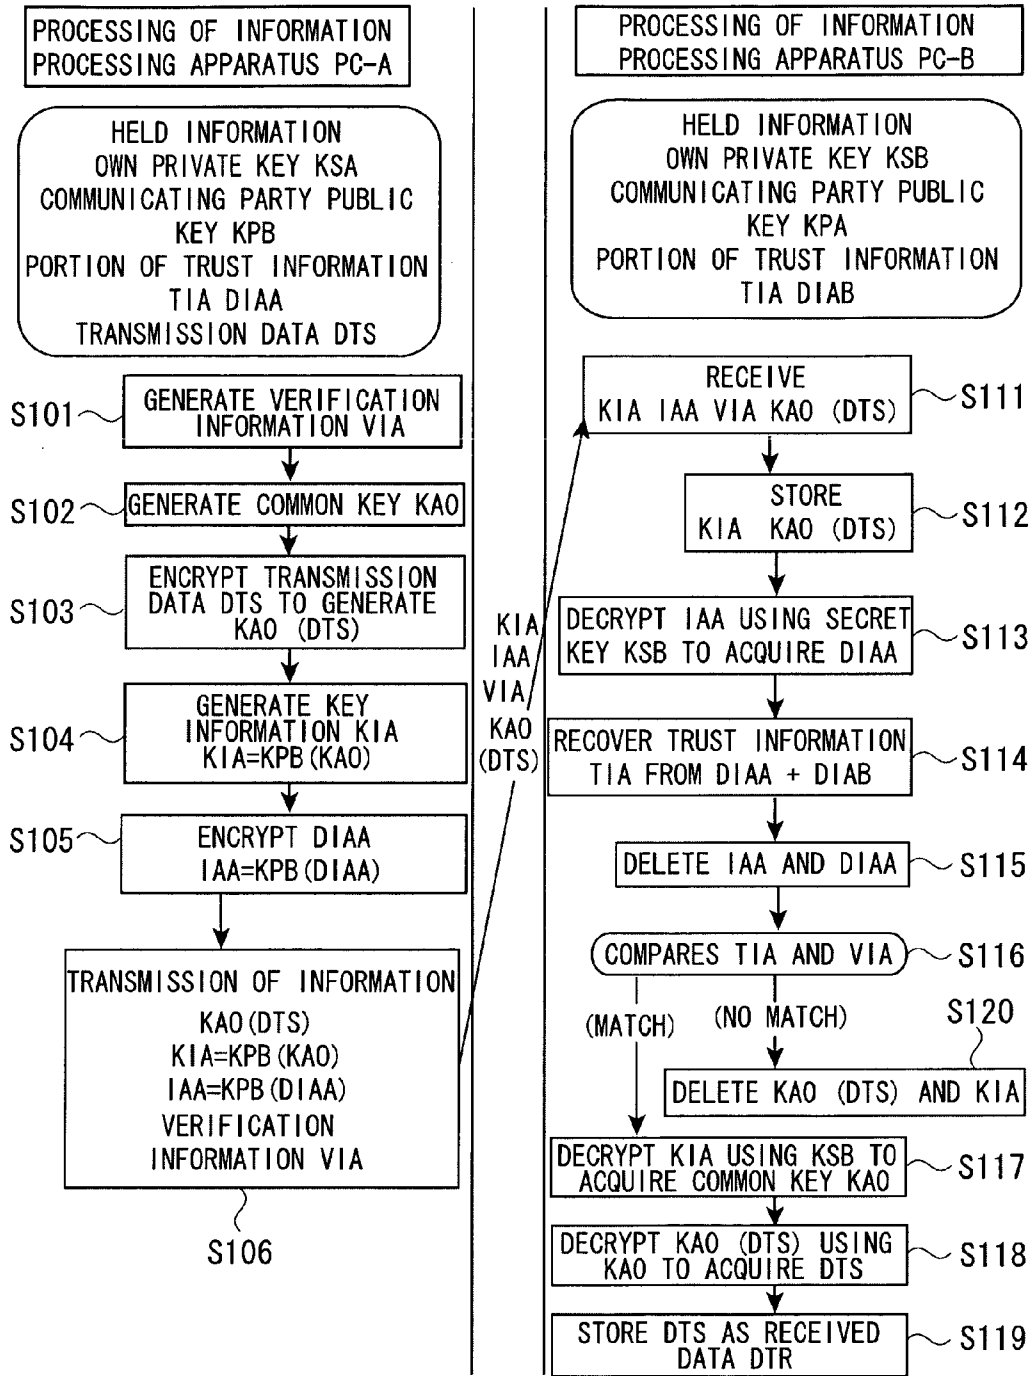 PROCESSING OF INFORMATION
PROCESSING APPARATUS PC-A
HELD INFORMATION
OWN PRIVATE KEY KSA
COMMUNICATING PARTY PUBLIC
KEY KPB
PORTION OF TRUST INFORMATION
TIA DIAA
TRANSMISSION DATA DTS
S101
GENERATE VERIFICATION
INFORMATION VIA
S102
GENERATE COMMON KEY KAO
S103
ENCRYPT TRANSMISSION
DATA DTS TO GENERATE
KAO (DTS)
S104
GENERATE KEY
INFORMATION KIA
KIA=KPB(KAO)
S105
ENCRYPT DIAA
IAA=KPB(DIAA)
TRANSMISSION OF INFORMATION
KAO(DTS)
KIA=KPB(KAO)
IAA=KPB(DIAA)
VERIFICATION
INFORMATION VIA
S106
KIA
IAA
VIA
KAO
(DTS)
PROCESSING OF INFORMATION
PROCESSING APPARATUS PC-B
HELD INFORMATION
OWN PRIVATE KEY KSB
COMMUNICATING PARTY PUBLIC
KEY KPA
PORTION OF TRUST INFORMATION
TIA DIAB
RECEIVE
KIA IAA VIA KAO (DTS)
S111
STORE
KIA KAO (DTS)
S112
DECRYPT IAA USING SECRET
KEY KSB TO ACQUIRE DIAA
S113
RECOVER TRUST INFORMATION
TIA FROM DIAA + DIAB
S114
DELETE IAA AND DIAA
S115
COMPARES TIA AND VIA
S116
(MATCH)
(NO MATCH)
S120
DELETE KAO (DTS) AND KIA
DECRYPT KIA USING KSB TO
ACQUIRE COMMON KEY KAO
S117
DECRYPT KAO (DTS) USING
KAO TO ACQUIRE DTS
S118
STORE DTS AS RECEIVED
DATA DTR
S119